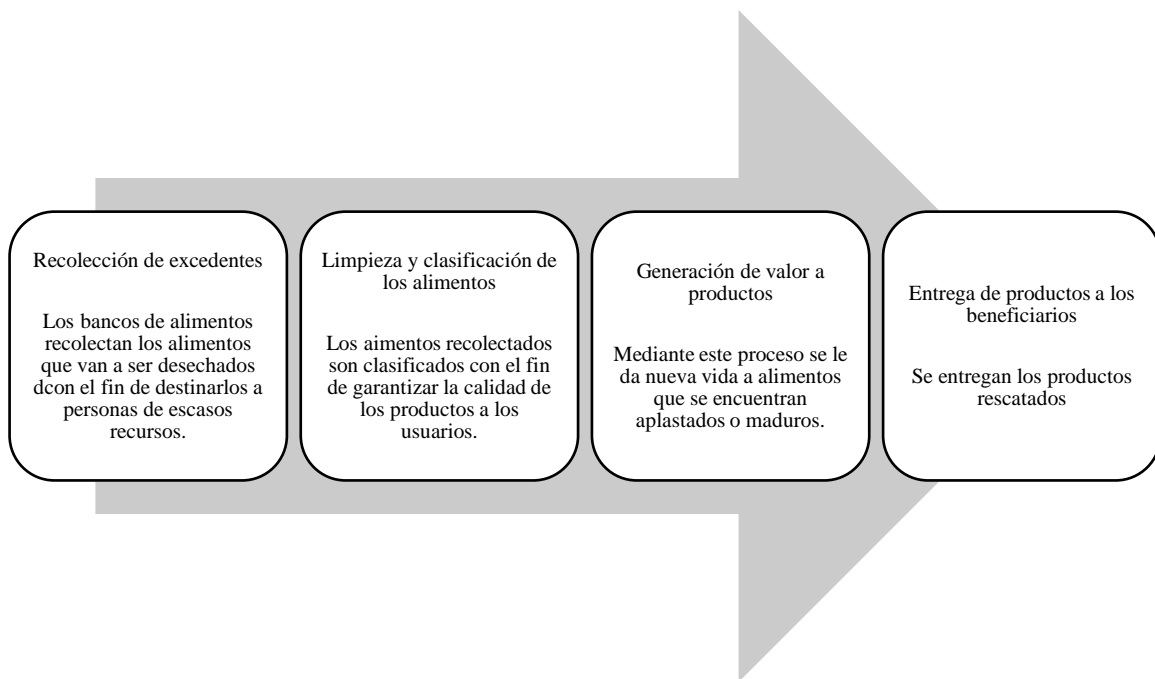 Recolección de excedentes
Los bancos de alimentos
recolectan los alimentos
que van a ser desechados
dcon el fin de destinarlos a
personas de escasos
recursos.
Limpieza y clasificación de
los alimentos
Los aimentos recolectados
son clasificados con el fin
de garantizar la calidad de
los productos a los
usuarios.
Generación de valor a
productos
Mediante este proceso se le
da nueva vida a alimentos
que se encuentran
aplastados o maduros.
Entrega de productos a los
beneficiarios
Se entregan los productos
rescatados